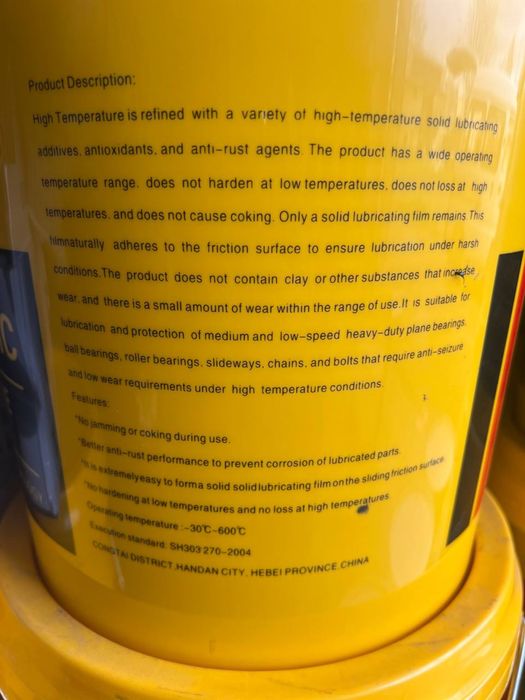 Product Description:
High Temperature is refined with a variety of high-temperature solid lubricating
additives, antioxidants, and anti-rust agents. The product has a wide operating
temperature range, does not harden at low temperatures, does not loss at high
temperatures, and does not cause coking. Only a solid lubricating film remains This
filmnaturally adheres to the friction surface to ensure lubrication under harsh
conditions.The product does not contain clay or other substances that increase
wear, and there is a small amount of wear within the range of use.It is suitable for
lubrication and protection of medium and low-speed heavy-duty plane bearings,
ball bearings, roller bearings, slideways, chains, and bolts that require anti-seizure
and low wear requirements under high temperature conditions.
Features:
*No jamming or coking during use.
*Better anti-rust performance to prevent corrosion of lubricated parts.
*It is extremelyeasy to forma solid solidlubricating film on the sliding friction surface
*No hardening at low temperatures and no loss at high temperatures.
Operating temperature:-30℃-600℃
Execution standard: SH303 270-2004
CONGTAI DISTRICT,HANDAN CITY, HEBEI PROVINCE,CHINA